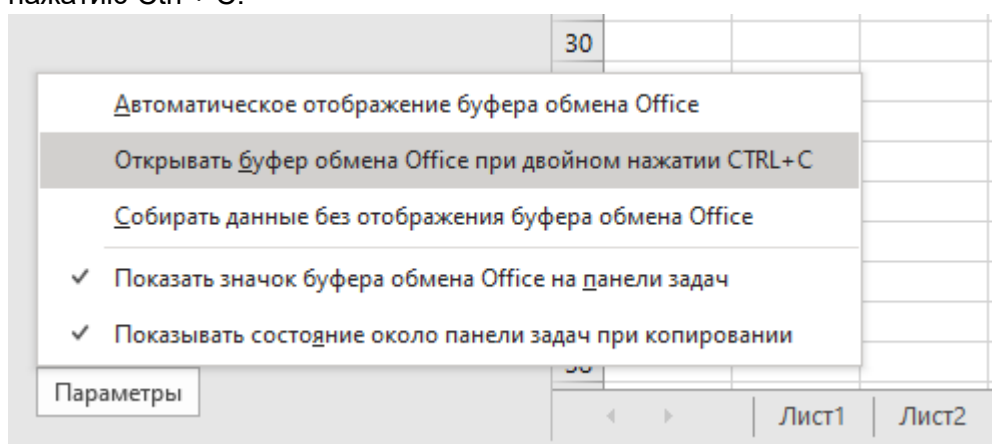 нажатию Ctrl + C.
30
Автоматическое отображение буфера обмена Office
Открывать буфер обмена Office при двойном нажатии CTRL+C
Собирать данные без отображения буфера обмена Office
✓ Показать значок буфера обмена Office на панели задач
✓ Показывать состояние около панели задач при копировании
Параметры
Лист1 Лист2